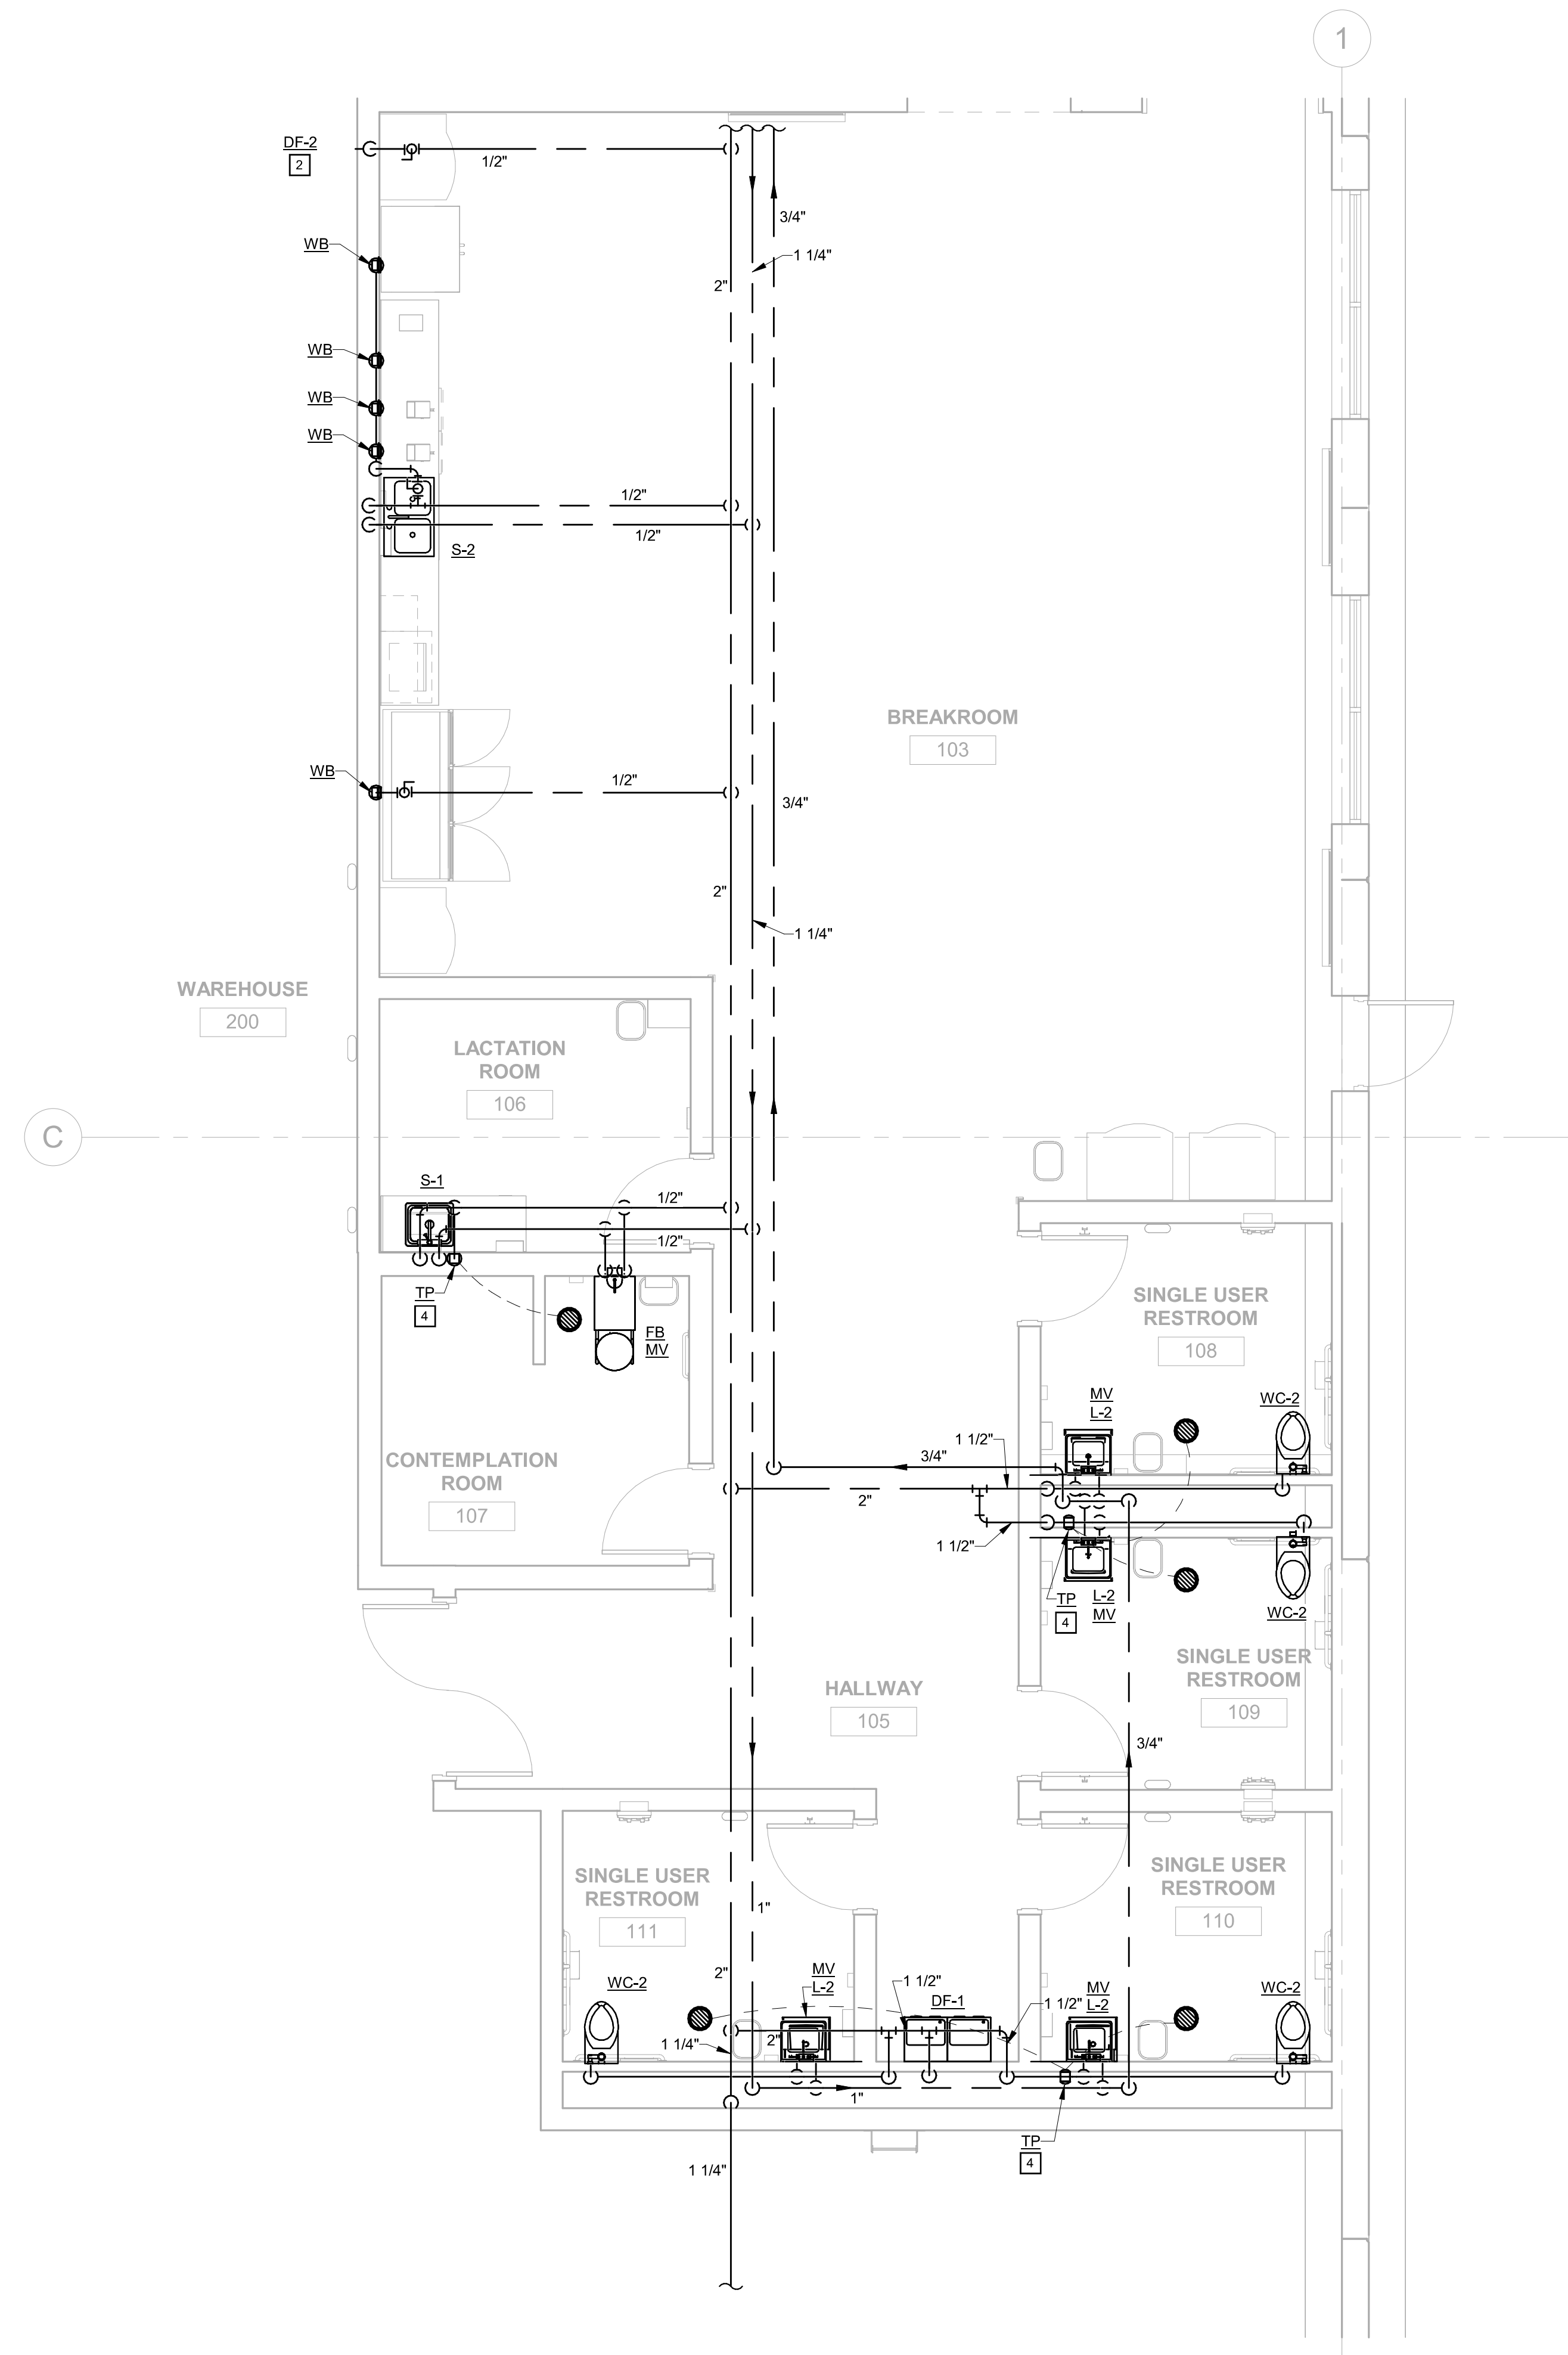 1
DF-2
2
1/2"
3/4"
WB
1 1/4"
2"
WB
WB
WB
1/2"
1/2"
S-2
BREAKROOM
103
WB
1/2"
3/4"
2"
1 1/4"
WAREHOUSE
200
LACTATION
ROOM
106
C
S-1
1/2"
1/2"
TP
4
FB
MV
SINGLE USER
RESTROOM
108
MV
L-2
WC-2
1 1/2"
3/4"
CONTEMPLATION
ROOM
107
2"
1 1/2"
TP
4
L-2
MV
WC-2
SINGLE USER
RESTROOM
109
HALLWAY
105
3/4"
SINGLE USER
RESTROOM
111
SINGLE USER
RESTROOM
110
1"
2"
WC-2
MV
L-2
1 1/2"
DF-1
1 1/2"
MV
L-2
WC-2
1 1/4"
2"
1"
TP
4
1 1/4"